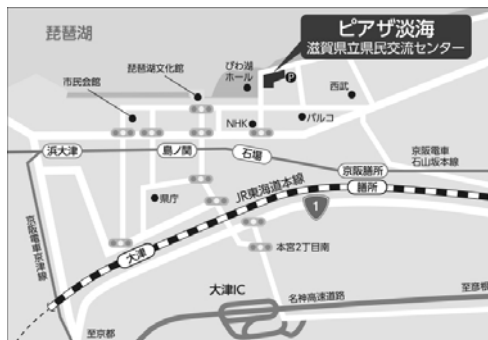 琵琶湖
ピアザ淡海
滋賀県立県民交流センター
琵琶湖文化館
びわ湖
ホール
P
西武
市民会館
NHK
パルコ
浜大津
島ノ関
石場
京阪電車
石山坂本線
京阪膳所
県庁
JR東海道本線
膳所
1
京阪電車京津線
大津
本宮2丁目南
大津IC
名神高速道路
至彦根
至京都